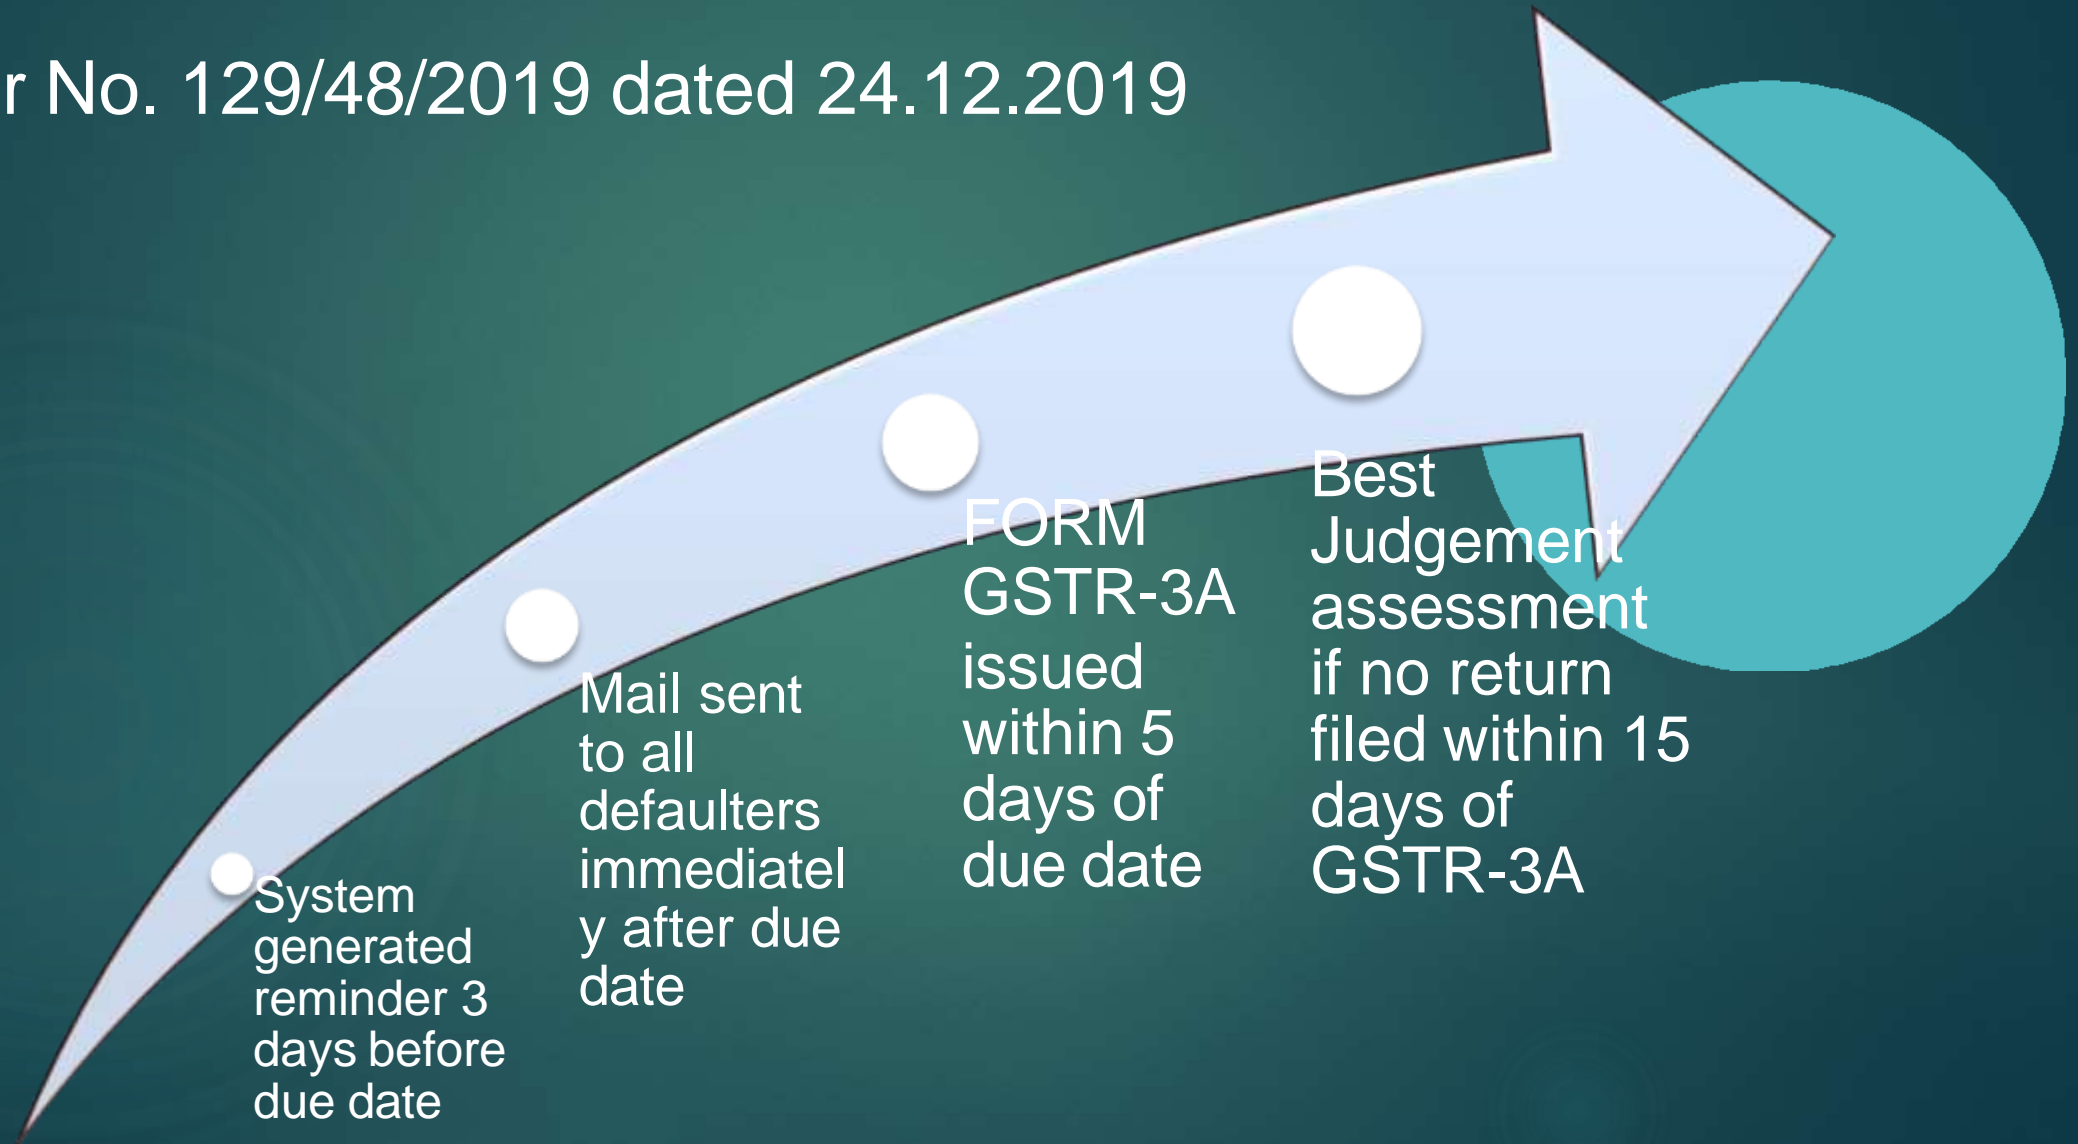 r No. 129/48/2019 dated 24.12.2019
System
generated
reminder 3
days before
due date
Mail sent
to all
defaulters
immediatel
y after due
date
FORM
GSTR-3A
issued
within 5
days of
due date
Best
Judgement
assessment
if no return
filed within 15
days of
GSTR-3A